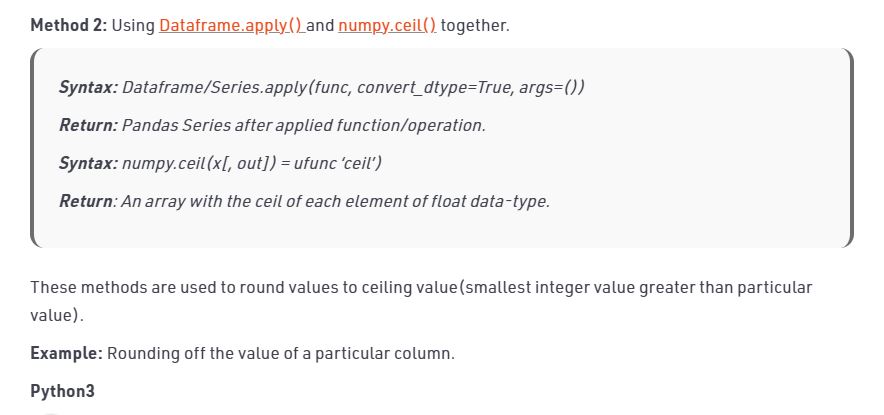 Method 2: Using Dataframe.apply() and numpy.ceil() together.
Syntax: Dataframe/Series.apply(func, convert_dtype=True, args=())
Return: Pandas Series after applied function/operation.
Syntax: numpy.ceil(x[, out]) = ufunc 'ceil')
Return: An array with the ceil of each element of float data-type.
These methods are used to round values to ceiling value(smallest integer value greater than particular
value).
Example: Rounding off the value of a particular column.
Python3